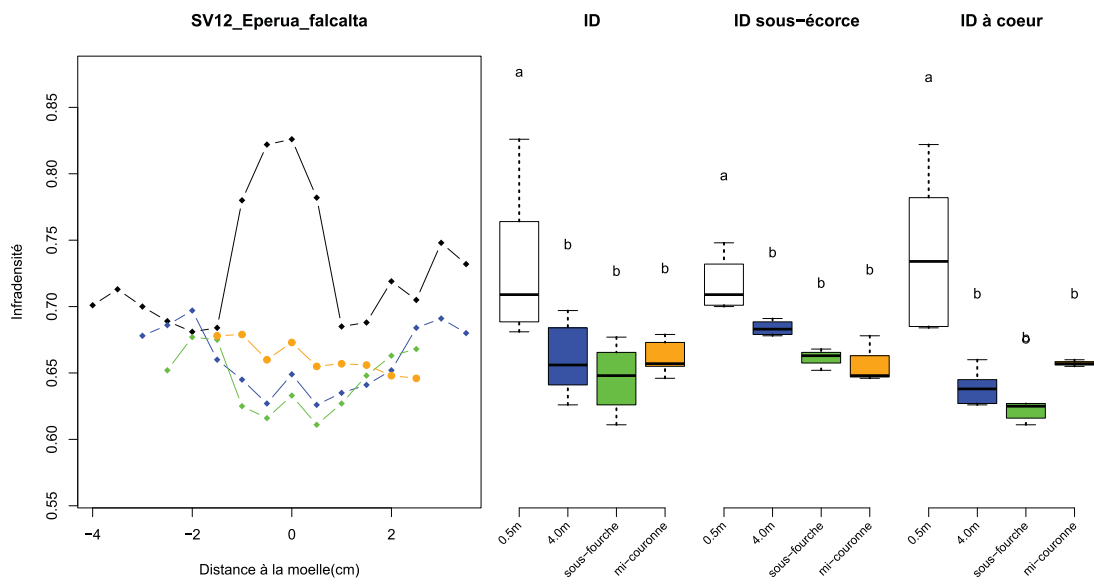 SV12_Eperua_falcalta
ID
ID sous−écorce
ID à coeur
Infradensité
0.85
0.80
0.75
0.70
0.65
0.60
0.55
−4
−2
0
2
Distance à la moelle(cm)
a
b
b
b
0.5m
4.0m
sous−fourche
mi−couronne
a
b
b
b
0.5m
4.0m
sous−fourche
mi−couronne
a
b
b
b
0.5m
4.0m
sous−fourche
mi−couronne